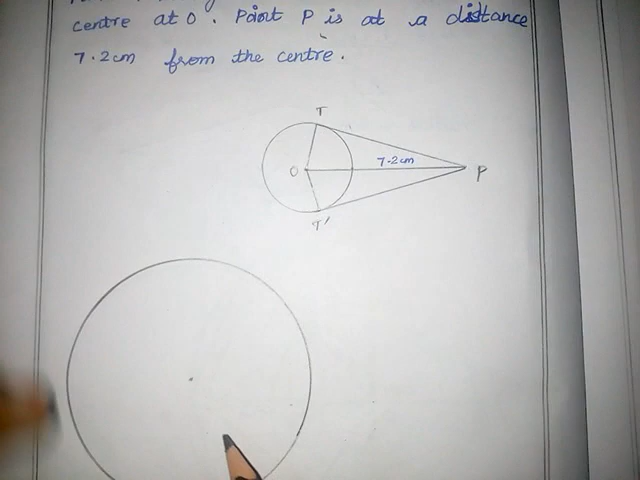 centre at O. Point P is at a distance
7.2cm from the centre.
T
7.2cm
O
P
T'